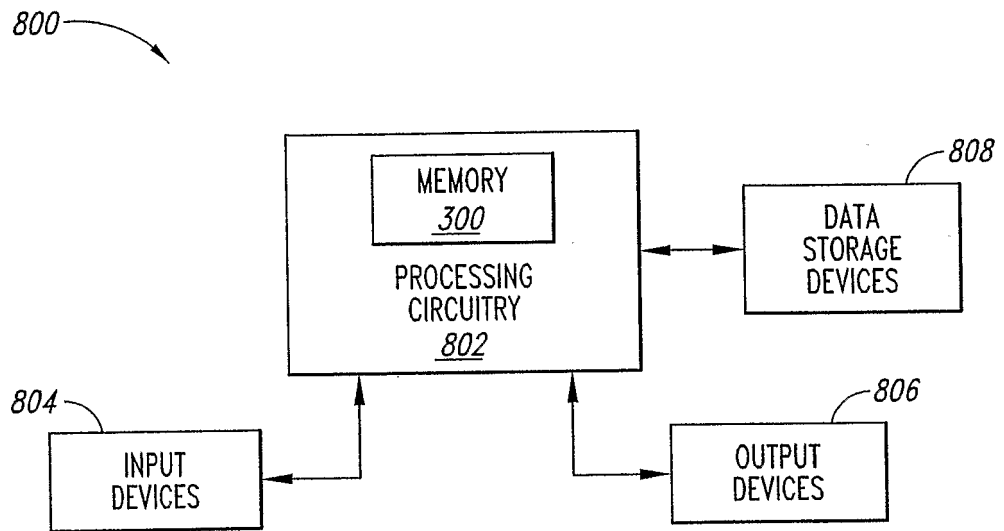 800
MEMORY
300
PROCESSING
CIRCUITRY
802
808
DATA
STORAGE
DEVICES
804
INPUT
DEVICES
806
OUTPUT
DEVICES